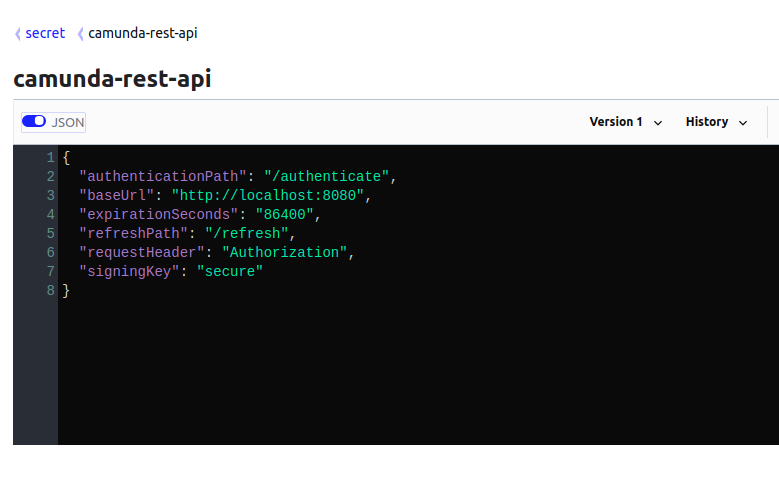 secret camunda-rest-api
camunda-rest-api
JSON Version 1 History
1 {
2 "authenticationPath": "/authenticate",
3 "baseUrl": "http://localhost:8080",
4 "expirationSeconds": "86400",
5 "refreshPath": "/refresh",
6 "requestHeader": "Authorization",
7 "signingKey": "secure"
8 }